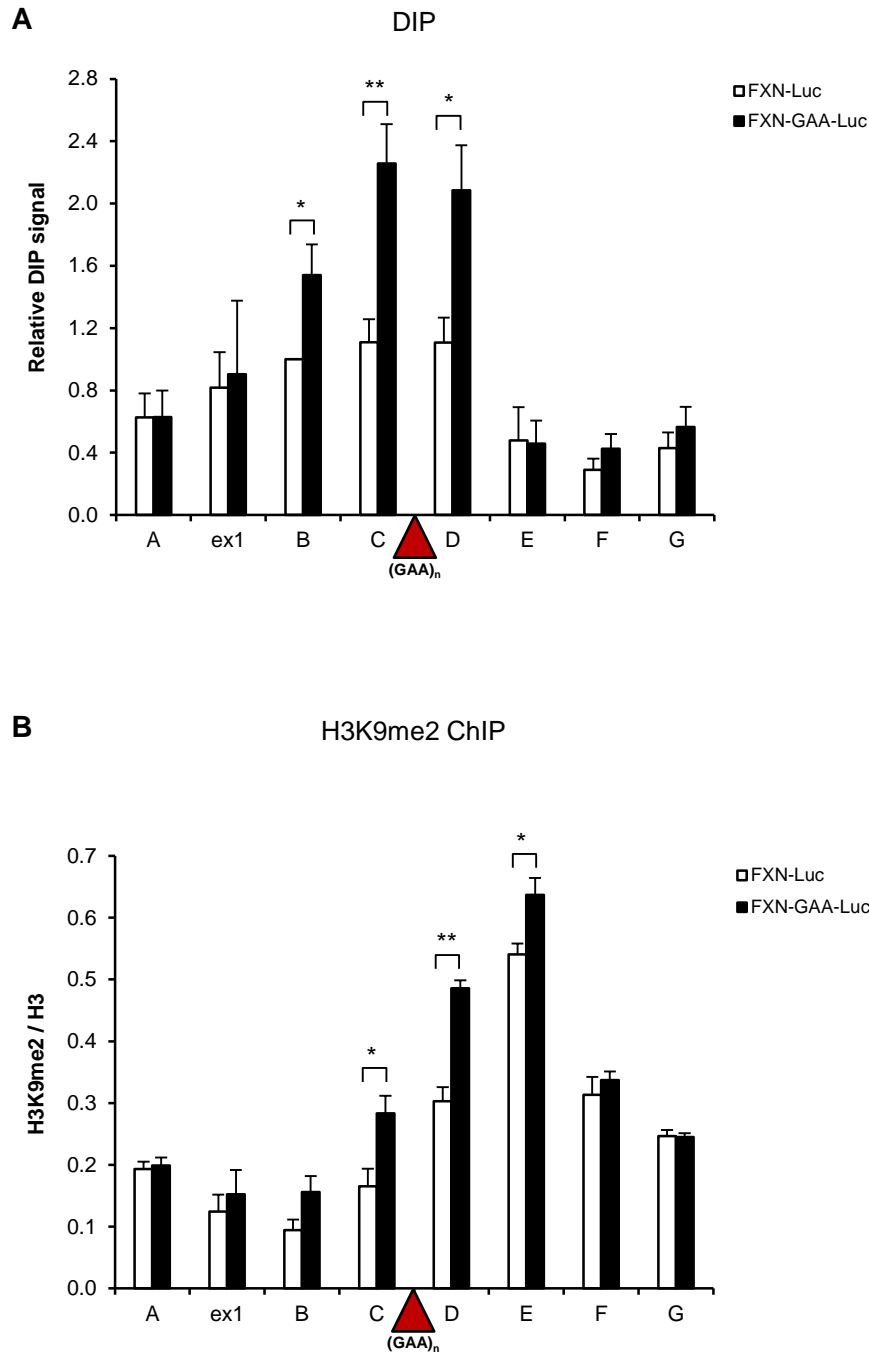 A
DIP
2.8
2.4
2.0
1.6
1.2
0.8
0.4
0.0
Relative DIP signal
*
**
*
FXN-Luc
FXN-GAA-Luc
A ex1 B C D E F G
(GAA)n
B
H3K9me2 ChIP
0.7
0.6
0.5
0.4
0.3
0.2
0.1
0.0
H3K9me2 / H3
*
**
*
FXN-Luc
FXN-GAA-Luc
A ex1 B C D E F G
(GAA)n